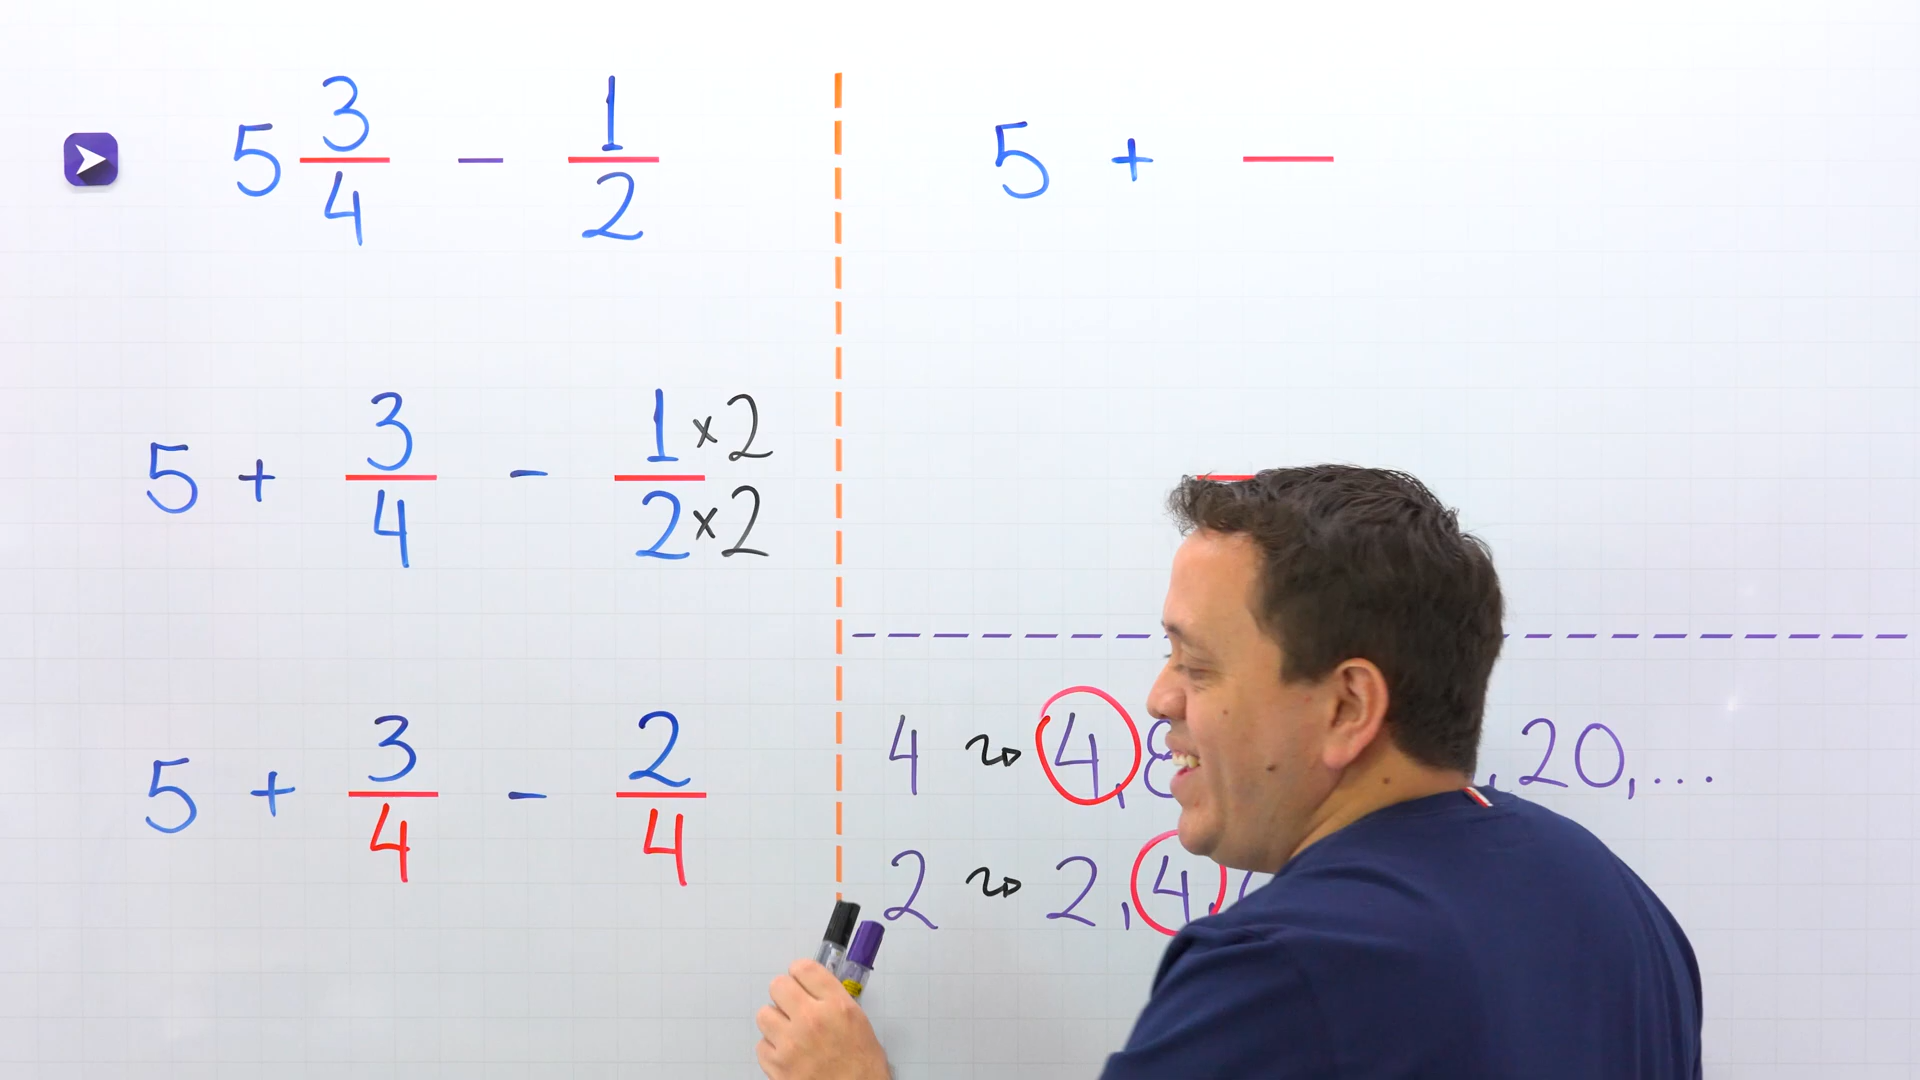 5 3/4 - 1/2
5 + 3/4 - 1×2/2×2
5 + 3/4 - 2/4
5 +
4 ⤳ 4, 8 , 20, ...
2 ⤳ 2, 4,